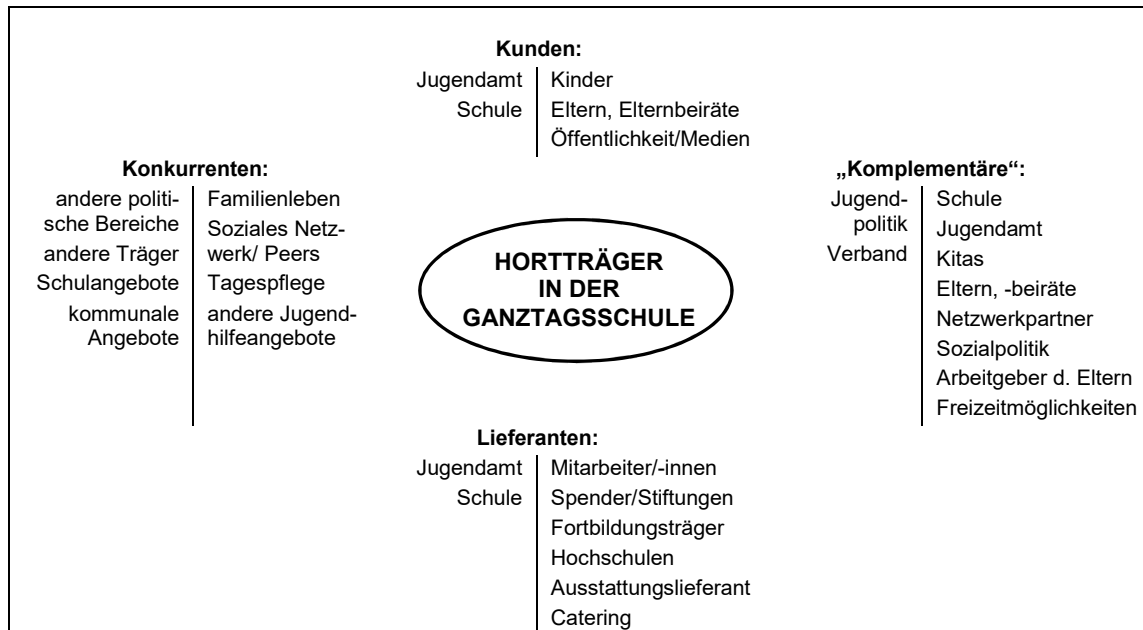 Kunden:
Jugendamt
Schule
Kinder
Eltern, Elternbeiräte
Öffentlichkeit/Medien
Konkurrenten:
andere politi-
sche Bereiche
andere Träger
Schulangebote
kommunale
Angebote
Familienleben
Soziales Netz-
werk/ Peers
Tagespflege
andere Jugend-
hilfeangebote
HORTTRÄGER
IN DER
GANZTAGSSCHULE
„Komplementäre“:
Jugend-
politik
Verband
Schule
Jugendamt
Kitas
Eltern, -beiräte
Netzwerkpartner
Sozialpolitik
Arbeitgeber d. Eltern
Freizeitmöglichkeiten
Lieferanten:
Jugendamt
Schule
Mitarbeiter/-innen
Spender/Stiftungen
Fortbildungsträger
Hochschulen
Ausstattungslieferant
Catering